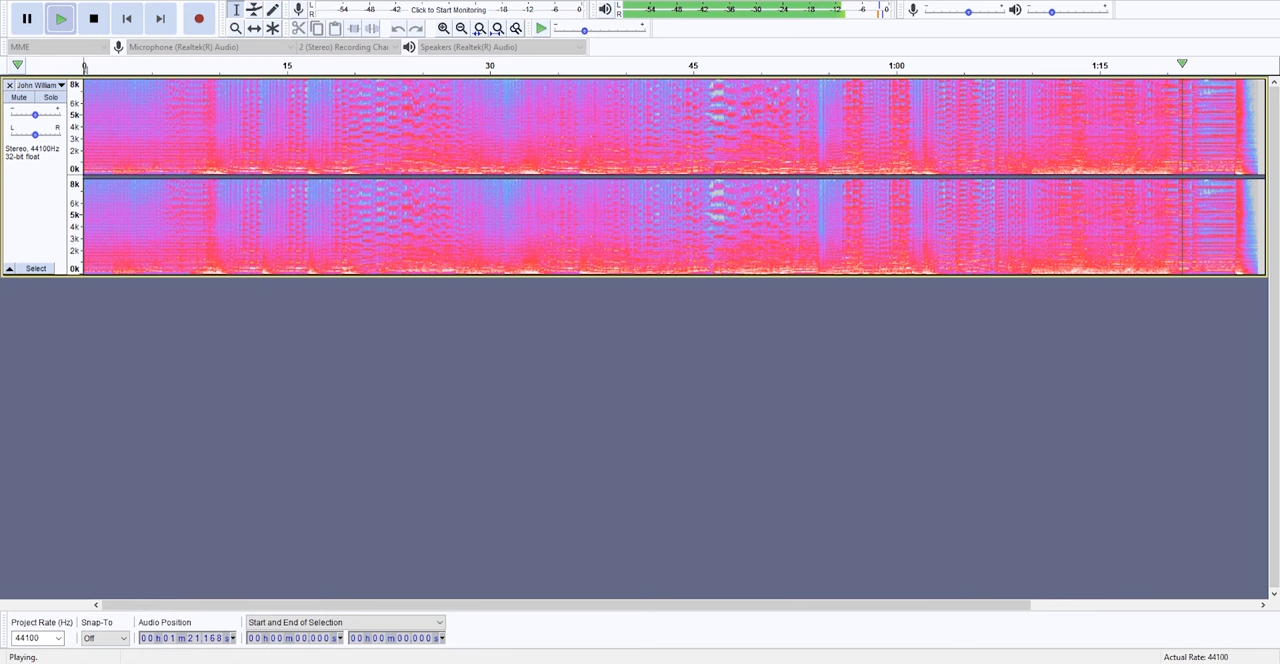 L
R
-54 -48 -42 Click to Start Monitoring -18 -12 -6 0
L
R
-54 -48 -42 -36 -30 -24 -18 -12 -6 0
MME
Microphone (Realtek(R) Audio)
2 (Stereo) Recording Chai
Speakers (Realtek(R) Audio)
0 15 30 45 1:00 1:15
John William
Mute Solo
- +
L R
Stereo, 44100Hz
32-bit float
Select
8k
6k
5k
4k
3k
2k
0k
8k
6k
5k
4k
3k
2k
0k
Project Rate (Hz) Snap-To Audio Position Start and End of Selection
44100 Off 00 h 01 m 21.168 s 00 h 00 m 00.000 s 00 h 00 m 00.000 s
Playing. Actual Rate: 44100